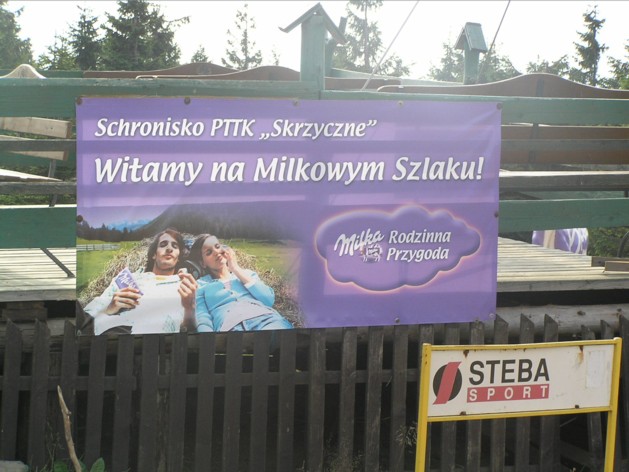 Schronisko PTTK „Skrzyczne”
Witamy na Milkowym Szlaku!
Milka Rodzinna
Przygoda
STEBA
SPORT